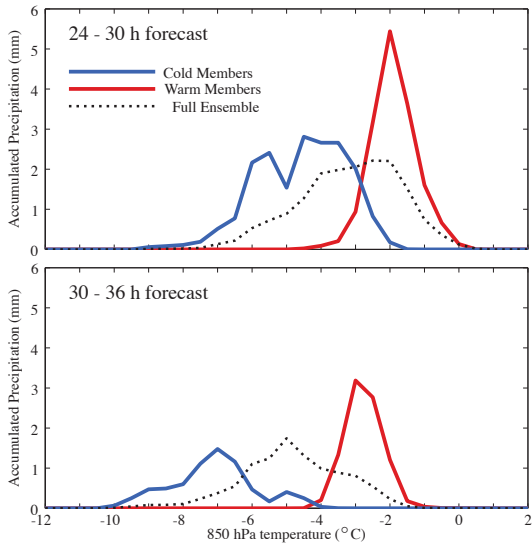 24 - 30 h forecast
Cold Members
Warm Members
Full Ensemble
Accumulated Precipitation (mm)
6
5
4
3
2
1
0
30 - 36 h forecast
Accumulated Precipitation (mm)
6
5
4
3
2
1
0
-12 -10 -8 -6 -4 -2 0 2
850 hPa temperature (°C)